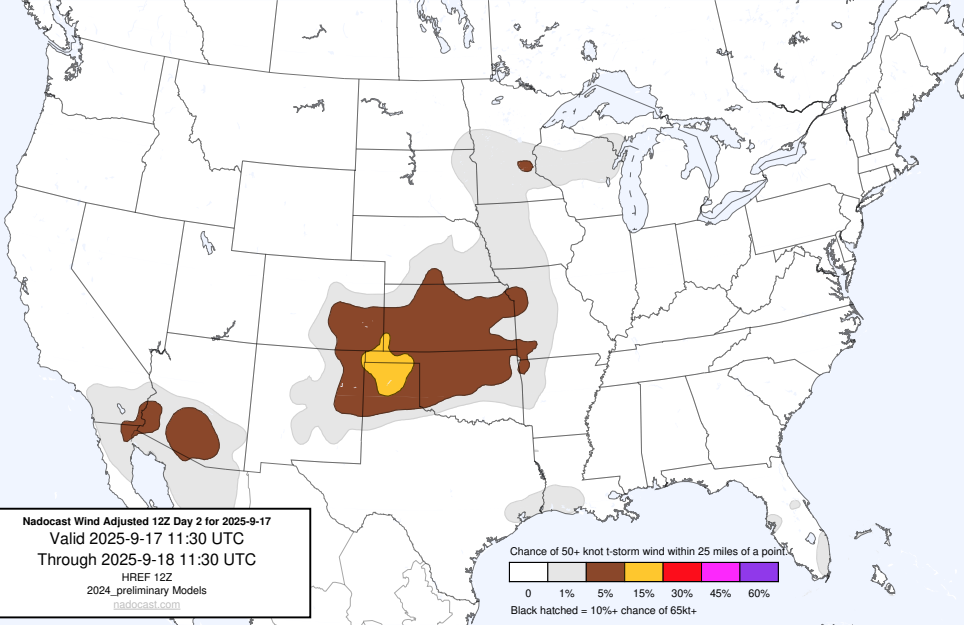 Nadocast Wind Adjusted 12Z Day 2 for 2025-9-17
Valid 2025-9-17 11:30 UTC
Through 2025-9-18 11:30 UTC
HREF 12Z
2024_preliminary Models
nadocast.com
Chance of 50+ knot t-storm wind within 25 miles of a point.
0 1% 5% 15% 30% 45% 60%
Black hatched = 10%+ chance of 65kt+